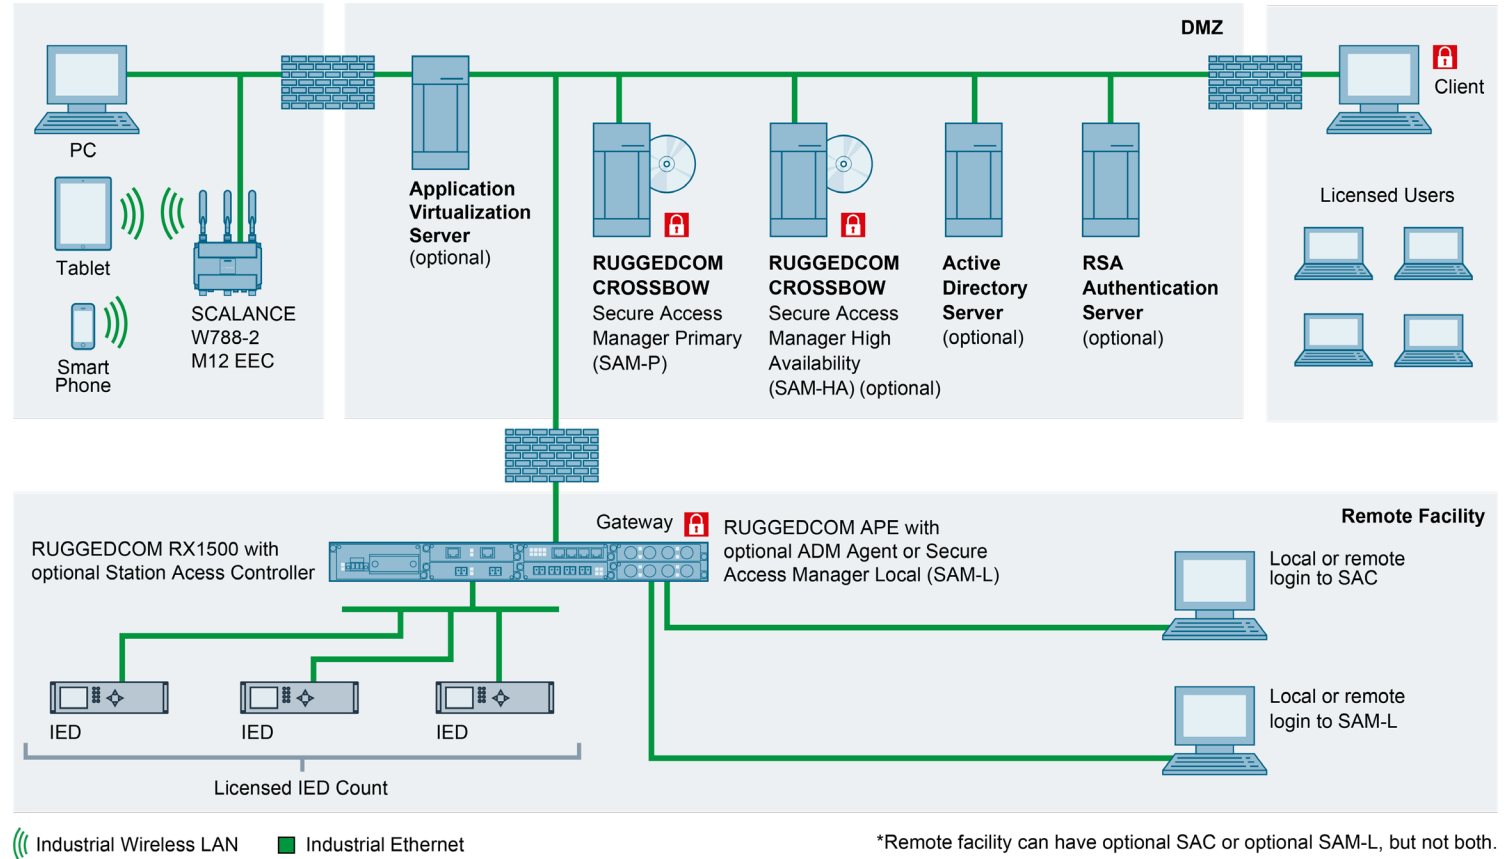 DMZ
PC
Tablet
Smart
Phone
SCALANCE
W788-2
M12 EEC
Application
Virtualization
Server
(optional)
RUGGEDCOM
CROSSBOW
Secure Access
Manager Primary
(SAM-P)
RUGGEDCOM
CROSSBOW
Secure Access
Manager High
Availability
(SAM-HA) (optional)
Active
Directory
Server
(optional)
RSA
Authentication
Server
(optional)
Client
Licensed Users
Remote Facility
RUGGEDCOM RX1500 with
optional Station Acess Controller
Gateway
RUGGEDCOM APE with
optional ADM Agent or Secure
Access Manager Local (SAM-L)
Local or remote
login to SAC
Local or remote
login to SAM-L
IED
IED
IED
Licensed IED Count
Industrial Wireless LAN
Industrial Ethernet
*Remote facility can have optional SAC or optional SAM-L, but not both.